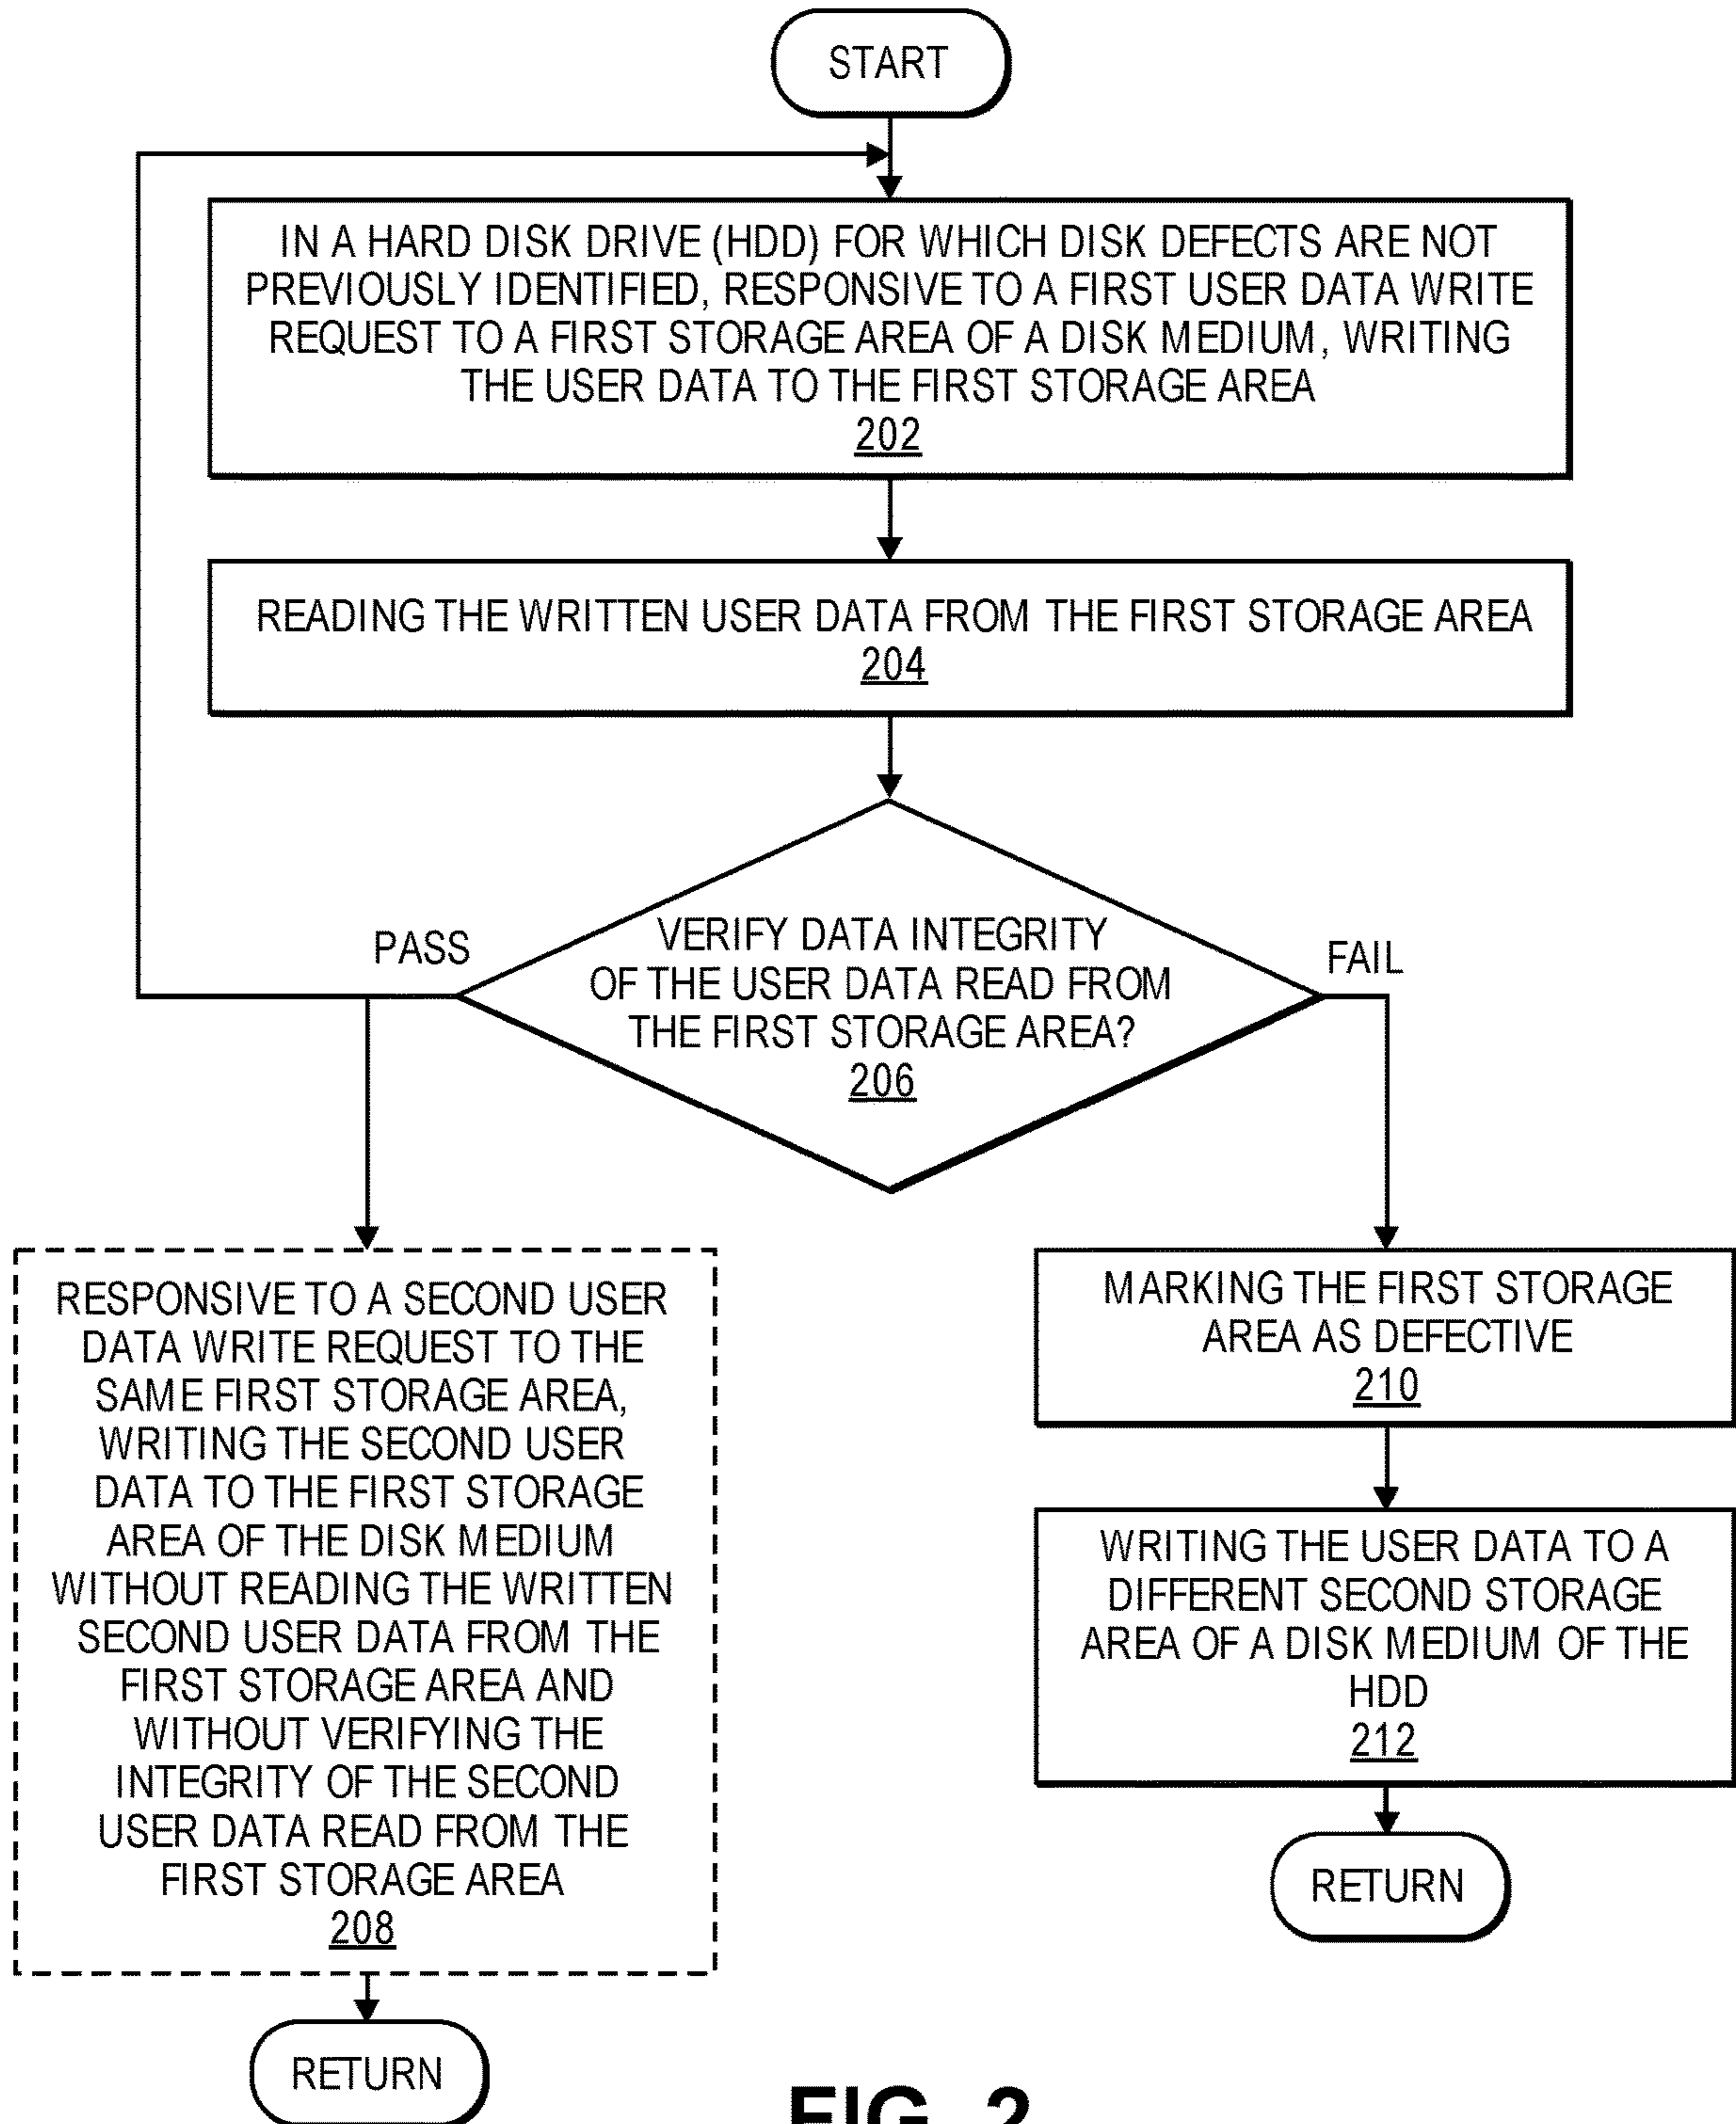 START
IN A HARD DISK DRIVE (HDD) FOR WHICH DISK DEFECTS ARE NOT
PREVIOUSLY IDENTIFIED, RESPONSIVE TO A FIRST USER DATA WRITE
REQUEST TO A FIRST STORAGE AREA OF A DISK MEDIUM, WRITING
THE USER DATA TO THE FIRST STORAGE AREA
202
READING THE WRITTEN USER DATA FROM THE FIRST STORAGE AREA
204
VERIFY DATA INTEGRITY
OF THE USER DATA READ FROM
THE FIRST STORAGE AREA?
206
PASS
FAIL
RESPONSIVE TO A SECOND USER
DATA WRITE REQUEST TO THE
SAME FIRST STORAGE AREA,
WRITING THE SECOND USER
DATA TO THE FIRST STORAGE
AREA OF THE DISK MEDIUM
WITHOUT READING THE WRITTEN
SECOND USER DATA FROM THE
FIRST STORAGE AREA AND
WITHOUT VERIFYING THE
INTEGRITY OF THE SECOND
USER DATA READ FROM THE
FIRST STORAGE AREA
208
RETURN
MARKING THE FIRST STORAGE
AREA AS DEFECTIVE
210
WRITING THE USER DATA TO A
DIFFERENT SECOND STORAGE
AREA OF A DISK MEDIUM OF THE
HDD
212
RETURN
FIG. 2